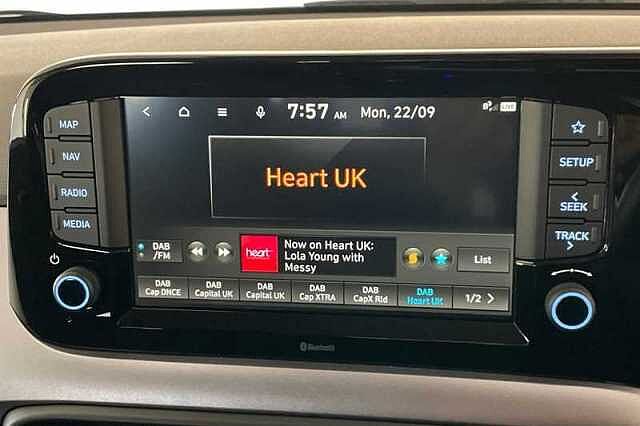 7:57 AM Mon, 22/09
LIVE
MAP
NAV
RADIO
MEDIA
Heart UK
DAB
/FM
heart
Now on Heart UK:
Lola Young with
Messy
List
DAB
Cap DNCE
DAB
Capital UK
DAB
Capital UK
DAB
Cap XTRA
DAB
CapX Rld
DAB
Heart UK
1/2 >
SETUP
<
SEEK
TRACK
>
Bluetooth